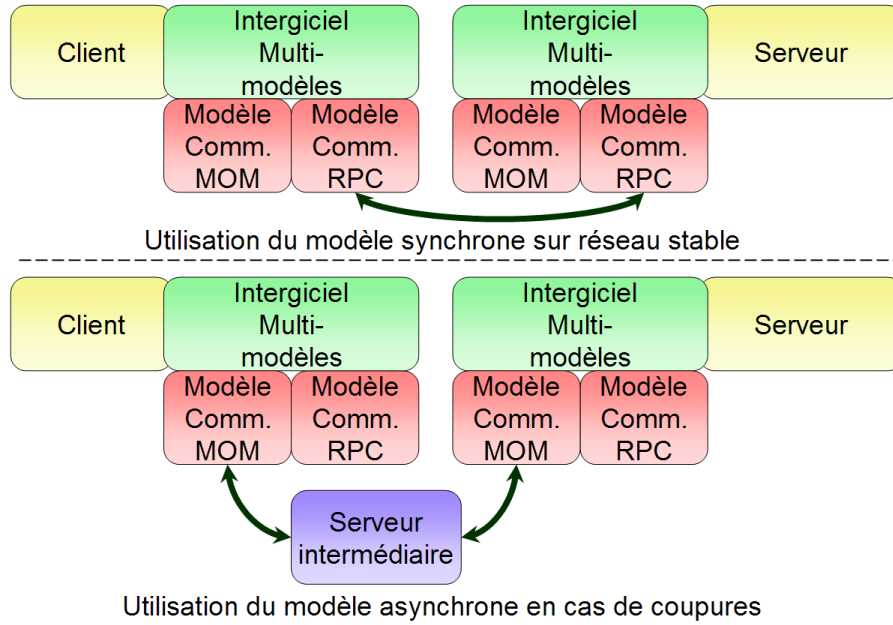 Client
Intergiciel
Multi-
modèles
Intergiciel
Multi-
modèles
Serveur
Modèle
Comm.
MOM
Modèle
Comm.
RPC
Modèle
Comm.
MOM
Modèle
Comm.
RPC
Utilisation du modèle synchrone sur réseau stable
Client
Intergiciel
Multi-
modèles
Intergiciel
Multi-
modèles
Serveur
Modèle
Comm.
MOM
Modèle
Comm
RPC
Modèle
Comm.
MOM
Modèle
Comm.
RPC
Serveur
intermédiaire
Utilisation du modèle asynchrone en cas de coupures